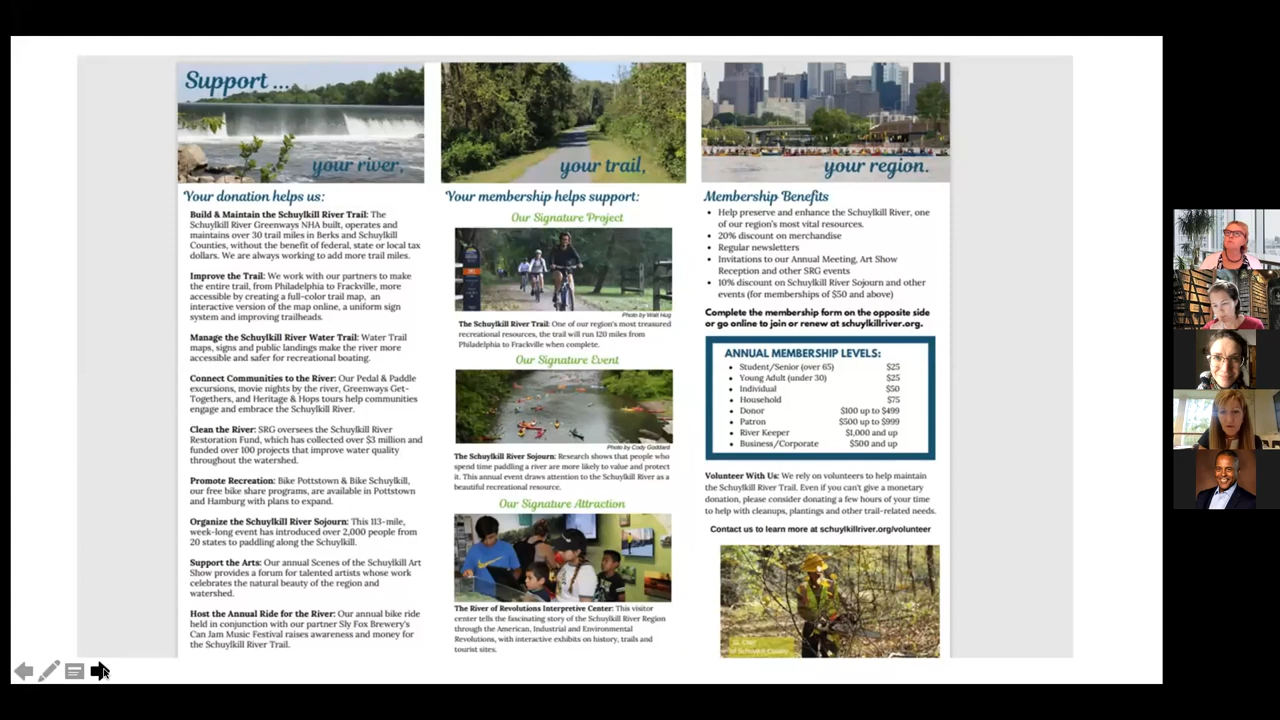 Support ...
your river,
your trail,
your region.
Your donation helps us:
Build & Maintain the Schuylkill River Trail: The
Schuylkill River Greenways NHA built, operates and
maintains over 30 trail miles in Berks and Schuylkill
Counties, without the benefit of federal, state or local tax
dollars. We are always working to add more trail miles.
Improve the Trail: We work with our partners to make
the entire trail, from Philadelphia to Frackville, more
accessible by creating a full-color trail map, an
interactive version of the map online, a uniform sign
system and improving trailheads.
Manage the Schuylkill River Water Trail: Water Trail
maps, signs and public landings make the river more
accessible and safer for recreational boating.
Connect Communities to the River: Our Pedal & Paddle
excursions, movie nights by the river, Greenways Get-
Togethers, and Heritage & Hops tours help communities
engage and embrace the Schuylkill River.
Clean the River: SRG oversees the Schuylkill River
Restoration Fund, which has collected over $3 million and
funded over 100 projects that improve water quality
throughout the watershed.
Promote Recreation: Bike Pottstown & Bike Schuylkill,
our free bike share programs, are available in Pottstown
and Hamburg with plans to expand.
Organize the Schuylkill River Sojourn: This 113-mile,
week-long event has introduced over 2,000 people from
20 states to paddling along the Schuylkill.
Support the Arts: Our annual Scenes of the Schuylkill Art
Show provides a forum for talented artists whose work
celebrates the natural beauty of the region and
watershed.
Host the Annual Ride for the River: Our annual bike ride
held in conjunction with our partner Sly Fox Brewery's
Can Jam Music Festival raises awareness and money for
the Schuylkill River Trail.
Your membership helps support:
Our Signature Project
Photo by Walt Hug
The Schuylkill River Trail: One of our region's most treasured
recreational resources, the trail will run 120 miles from
Philadelphia to Frackville when complete.
Our Signature Event
Photo by Cody Goddard
The Schuylkill River Sojourn: Research shows that people who
spend time paddling a river are more likely to value and protect
it. This annual event draws attention to the Schuylkill River as a
beautiful recreational resource.
Our Signature Attraction
The River of Revolutions Interpretive Center: This visitor
center tells the fascinating story of the Schuylkill River Region
through the American, Industrial and Environmental
Revolutions, with interactive exhibits on history, trails and
tourist sites.
Membership Benefits
• Help preserve and enhance the Schuylkill River, one
of our region's most vital resources.
• 20% discount on merchandise
• Regular newsletters
• Invitations to our Annual Meeting, Art Show
Reception and other SRG events
• 10% discount on Schuylkill River Sojourn and other
events (for memberships of $50 and above)
Complete the membership form on the opposite side
or go online to join or renew at schuylkillriver.org.
ANNUAL MEMBERSHIP LEVELS:
• Student/Senior (over 65) $25
• Young Adult (under 30) $25
• Individual $50
• Household $75
• Donor $100 up to $499
• Patron $500 up to $999
• River Keeper $1,000 and up
• Business/Corporate $500 and up
Volunteer With Us: We rely on volunteers to help maintain
the Schuylkill River Trail. Even if you can't give a monetary
donation, please consider donating a few hours of your time
to help with cleanups, plantings and other trail-related needs.
Contact us to learn more at schuylkillriver.org/volunteer